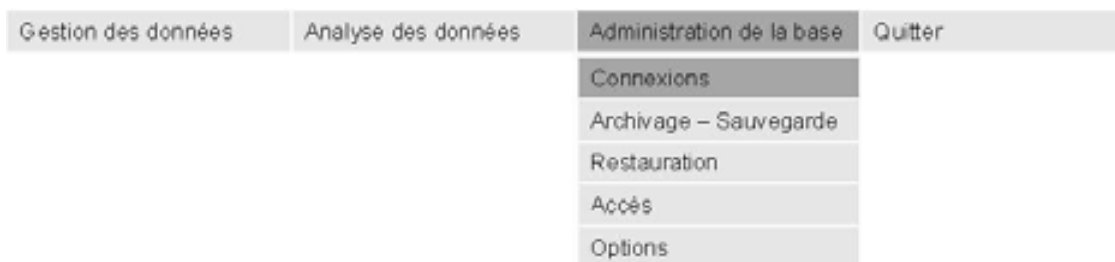 Gestion des données Analyse des données Administration de la base Quitter
Connexions
Archivage – Sauvegarde
Restauration
Accès
Options